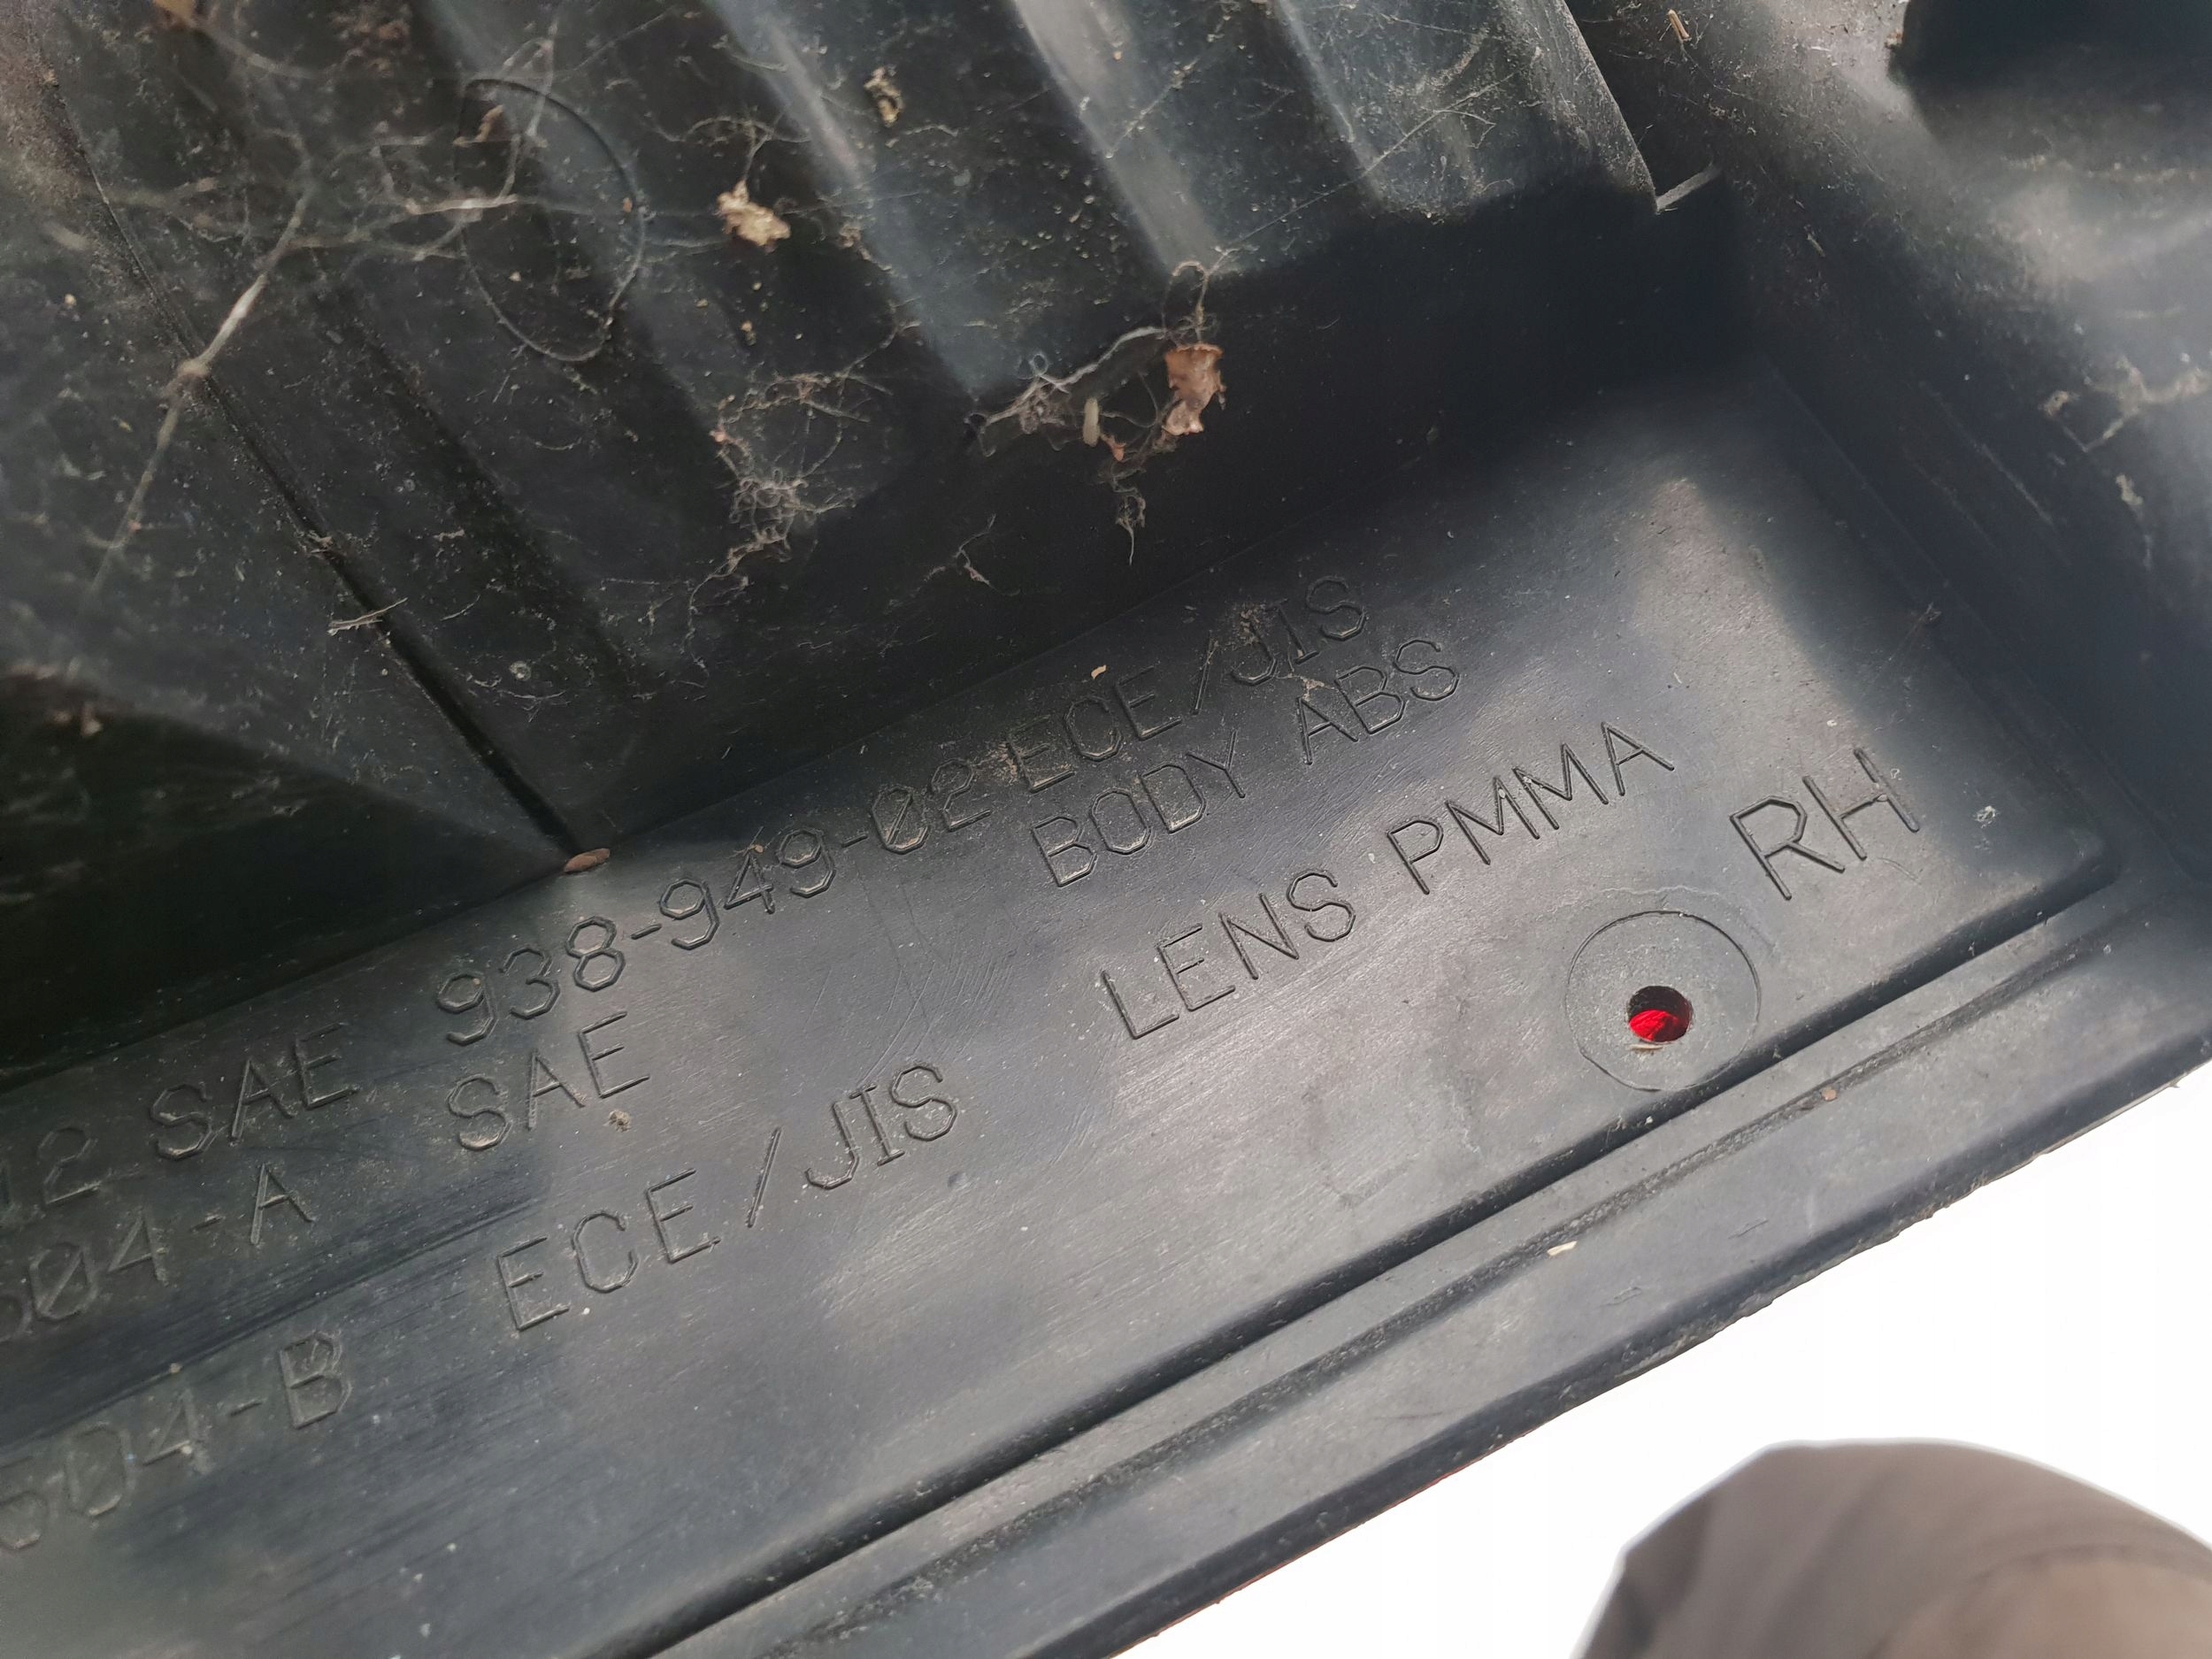 12 SAE 938-949-02 ECE/JIS
504-A SAE BODY ABS
504-B ECE/JIS LENS PMMA
RH